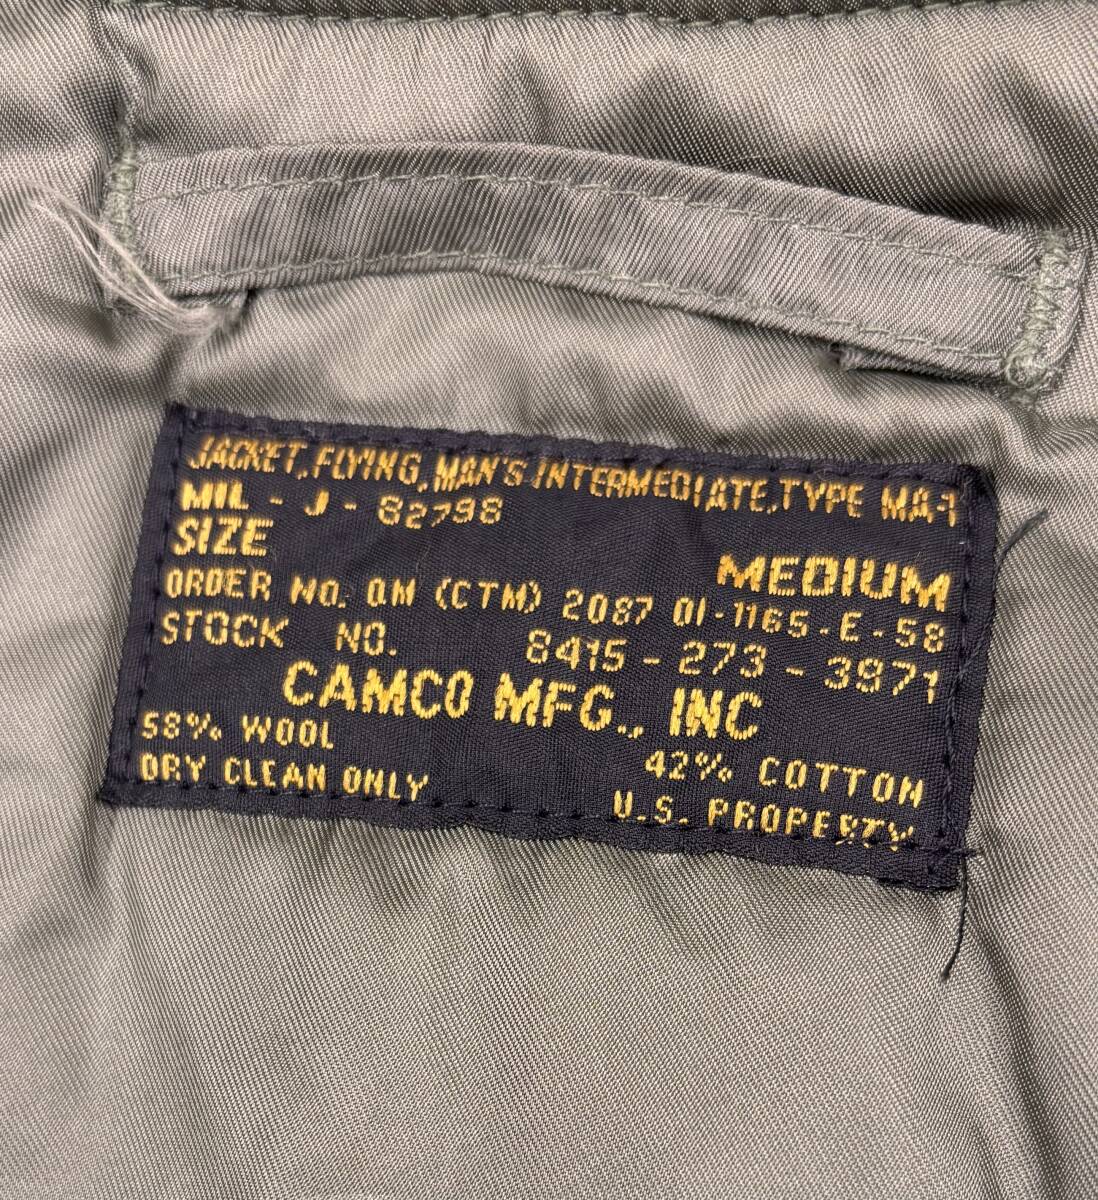 JACKET, FLYING, MAN'S INTERMEDIATE, TYPE MA-1
MIL - J - 82798
SIZE MEDIUM
ORDER NO. QM (CTM) 2087 01-1165-E-58
STOCK NO. 8415 - 273 - 3971
CAMCO MFG., INC
58% WOOL 42% COTTON
DRY CLEAN ONLY U.S. PROPERTY